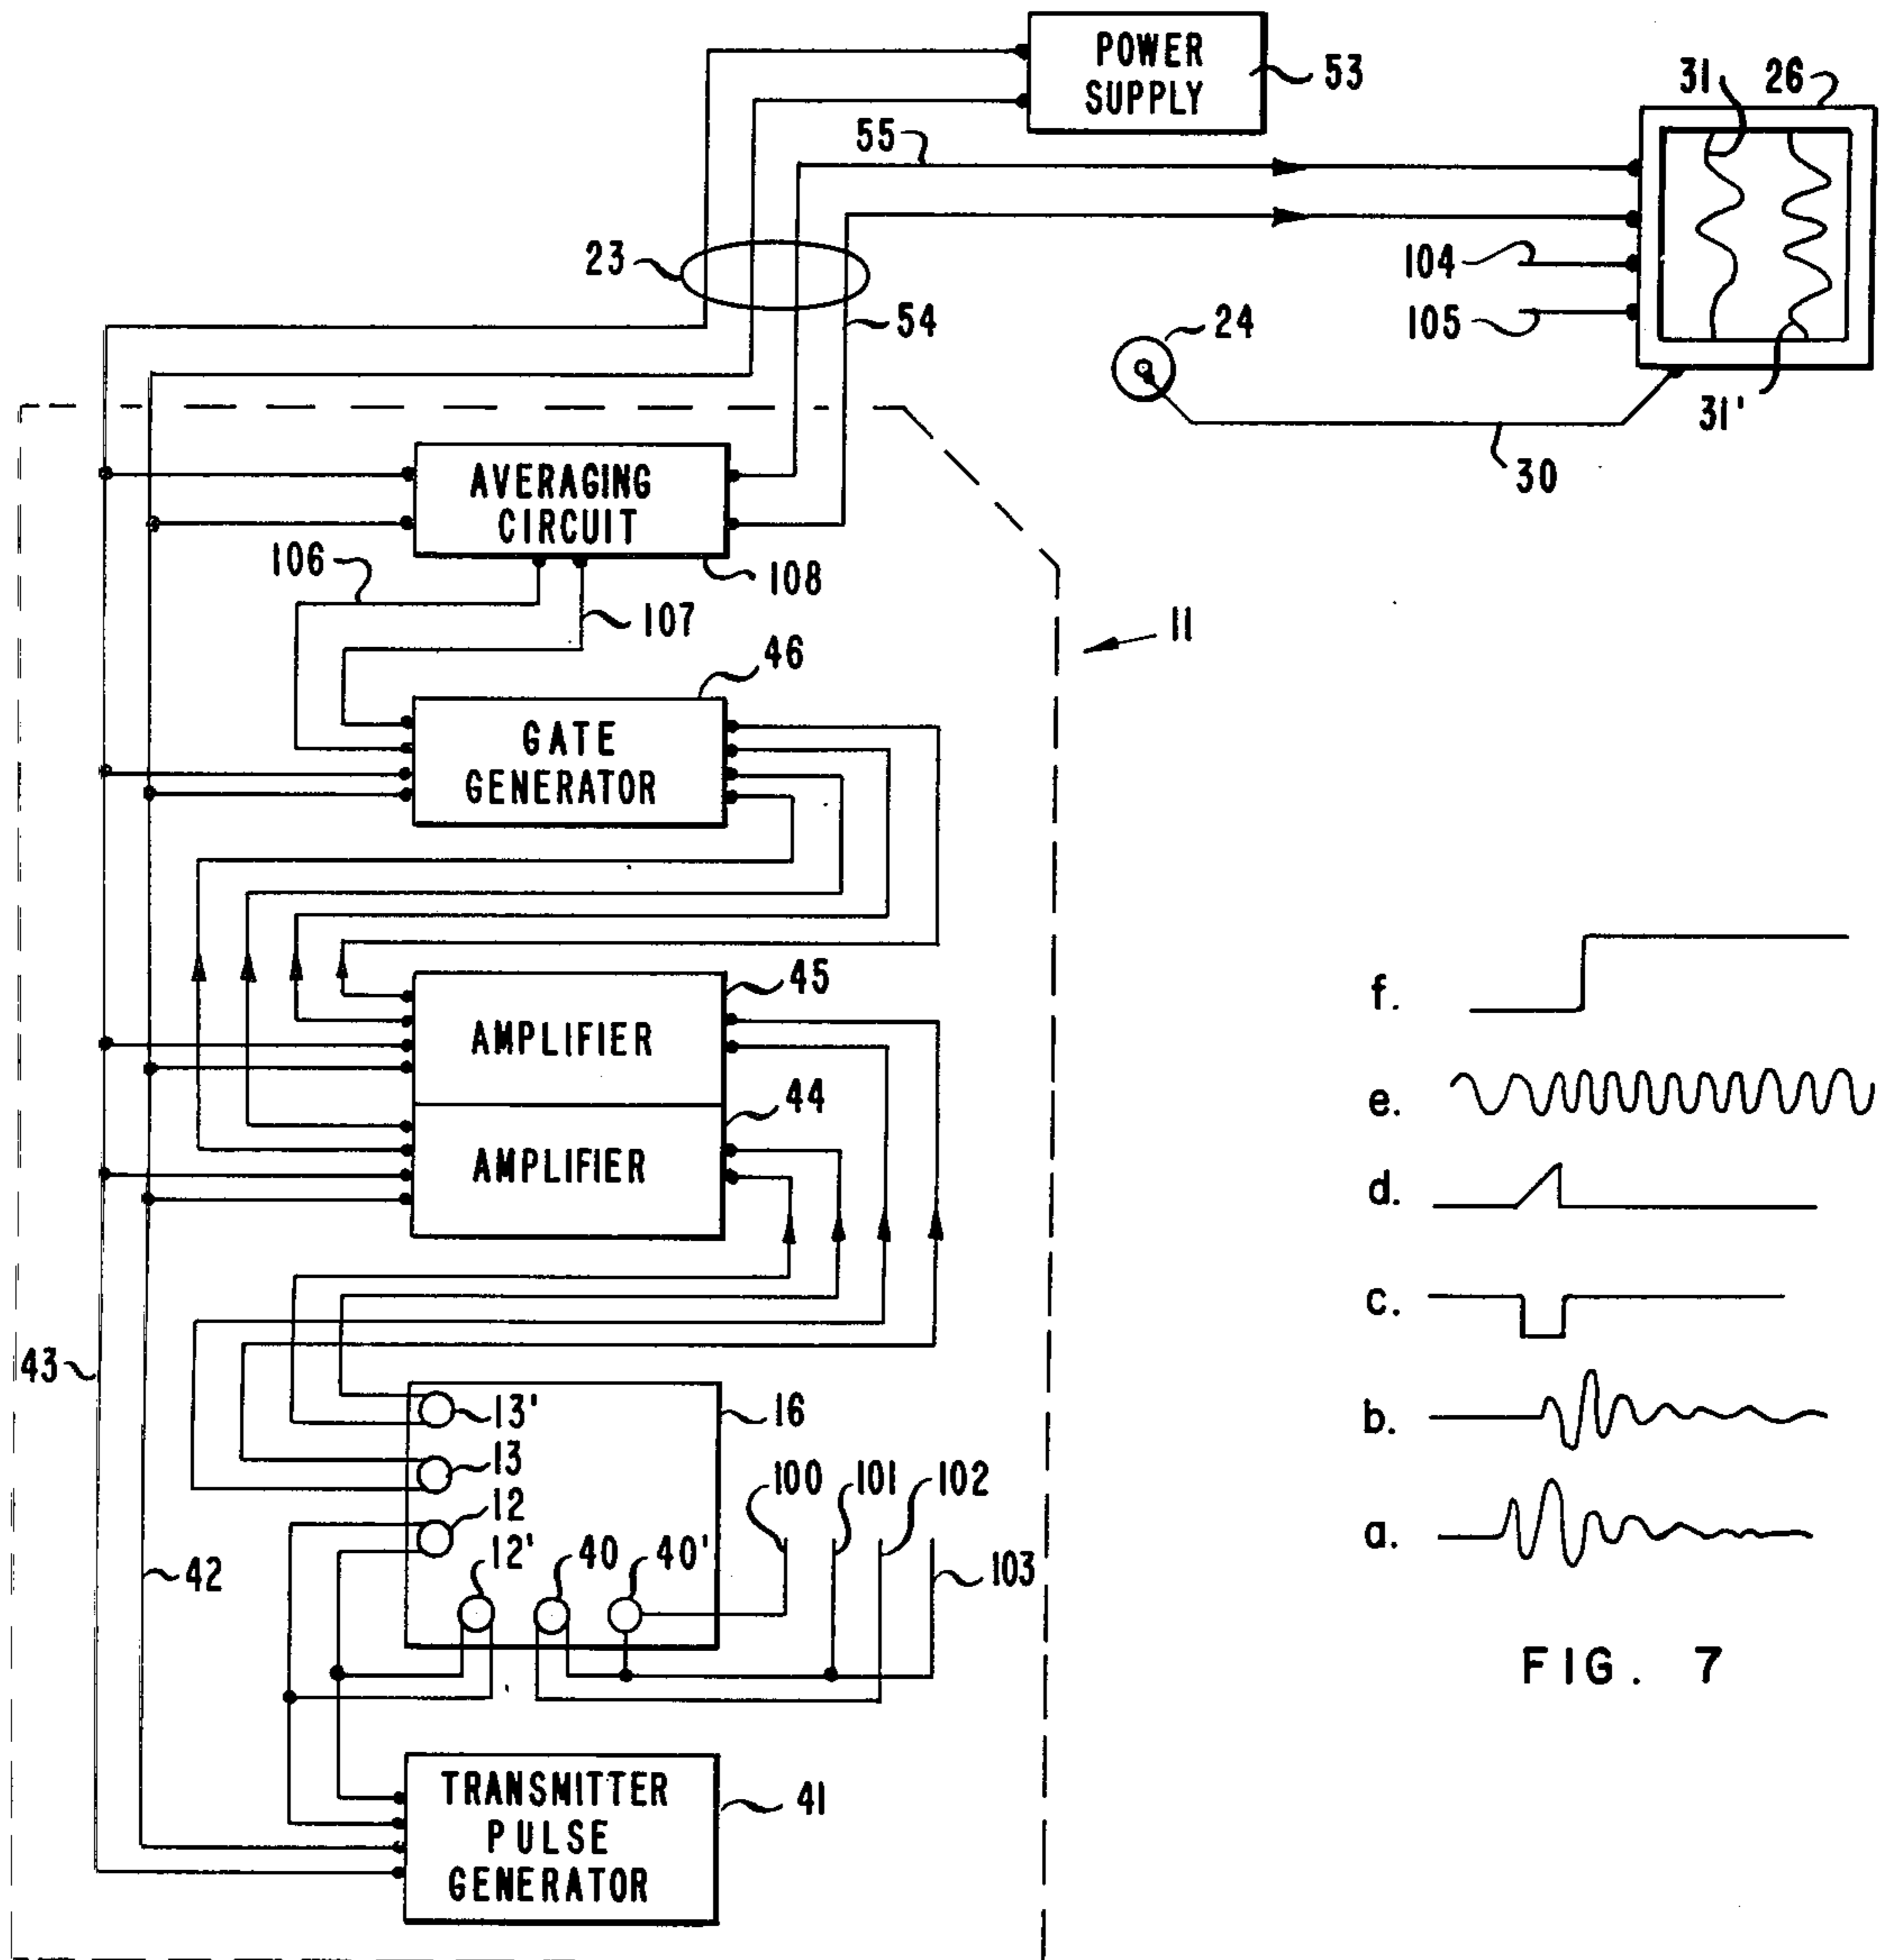 POWER
SUPPLY
53
31
26
55
23
104
105
54
24
31'
30
AVERAGING
CIRCUIT
106
108
107
11
46
GATE
GENERATOR
45
AMPLIFIER
44
AMPLIFIER
f.
e.
d.
c.
b.
a.
43
13'
16
13
12
100
101
102
12'
40
40'
103
42
FIG. 7
TRANSMITTER
PULSE
GENERATOR
41